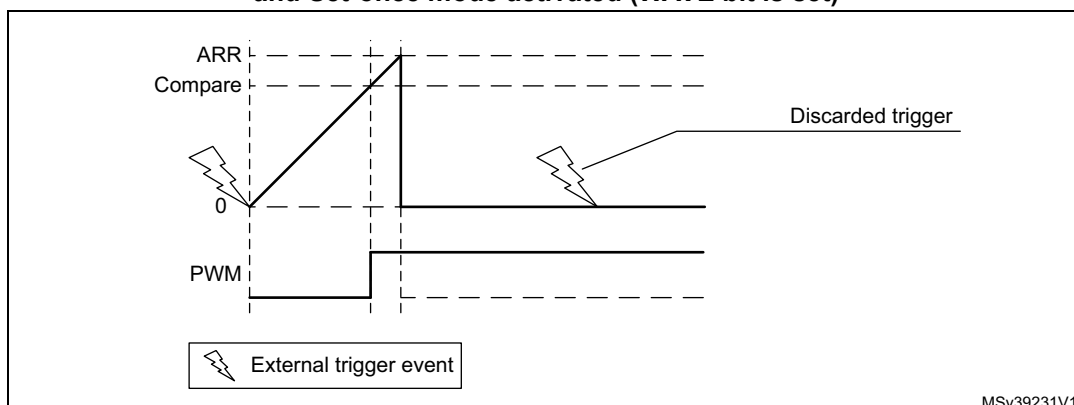 and Set-once mode activated (WAVE bit is set)
ARR
Compare
Discarded trigger
0
PWM
External trigger event
MSv39231V1